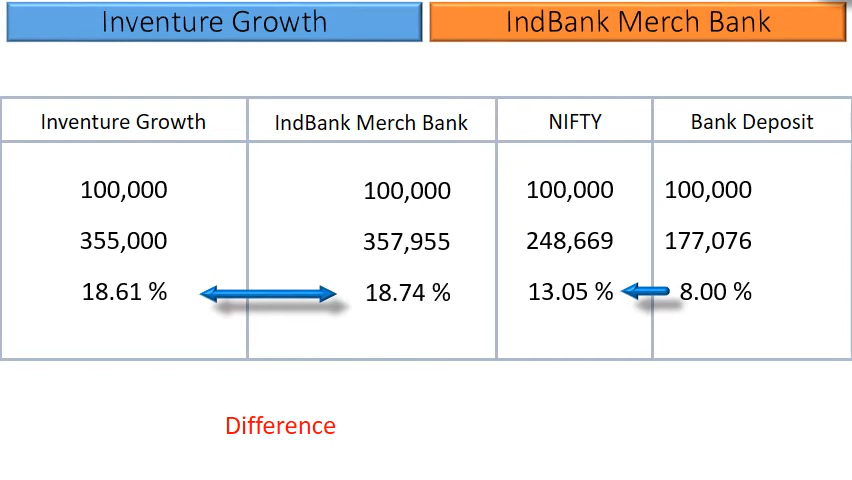 Inventure Growth IndBank Merch Bank
Inventure Growth IndBank Merch Bank NIFTY Bank Deposit
100,000 100,000 100,000 100,000
355,000 357,955 248,669 177,076
18.61 % 18.74 % 13.05 % 8.00 %
Difference